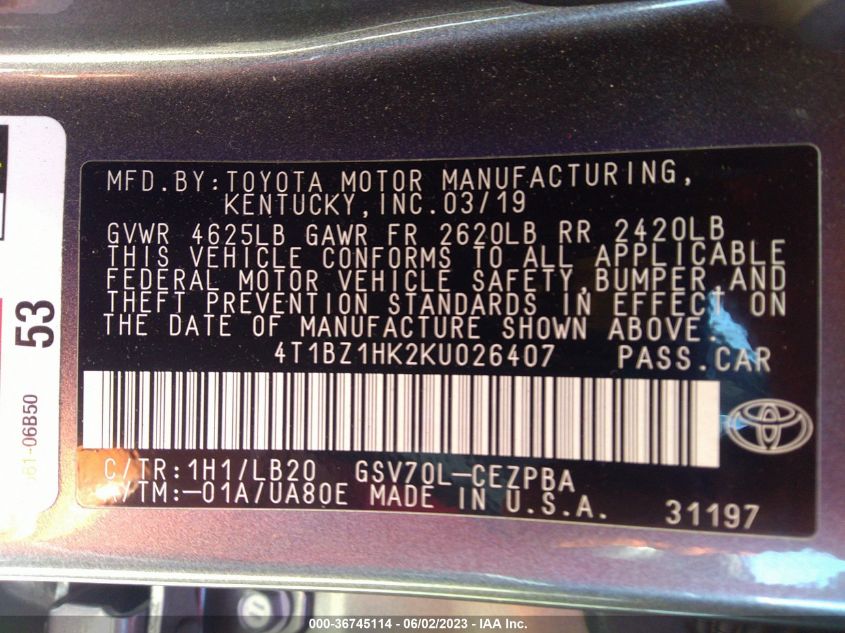 MFD.BY:TOYOTA MOTOR MANUFACTURING,
KENTUCKY,INC.03/19
GVWR 4625LB GAWR FR 2620LB RR 2420LB
THIS VEHICLE CONFORMS TO ALL APPLICABLE
FEDERAL MOTOR VEHICLE SAFETY,BUMPER,AND
THEFT PREVENTION STANDARDS IN EFFECT ON
THE DATE OF MANUFACTURE SHOWN ABOVE.
4T1BZ1HK2KU026407 PASS.CAR
C/TR:1H1/LB20 GSV70L-CEZPBA
A/TM:-01A/UA80E MADE IN U.S.A. 31197
53
61-06B50
000-36745114 - 06/02/2023 - IAA Inc.